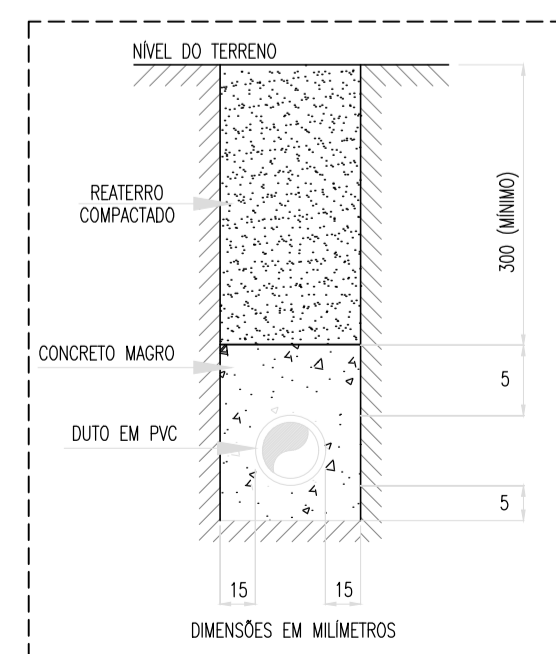 NÍVEL DO TERRENO
REATERRO
COMPACTADO
300 (MÍNIMO)
CONCRETO MAGRO
5
DUTO EM PVC
5
15
15
DIMENSÕES EM MILÍMETROS